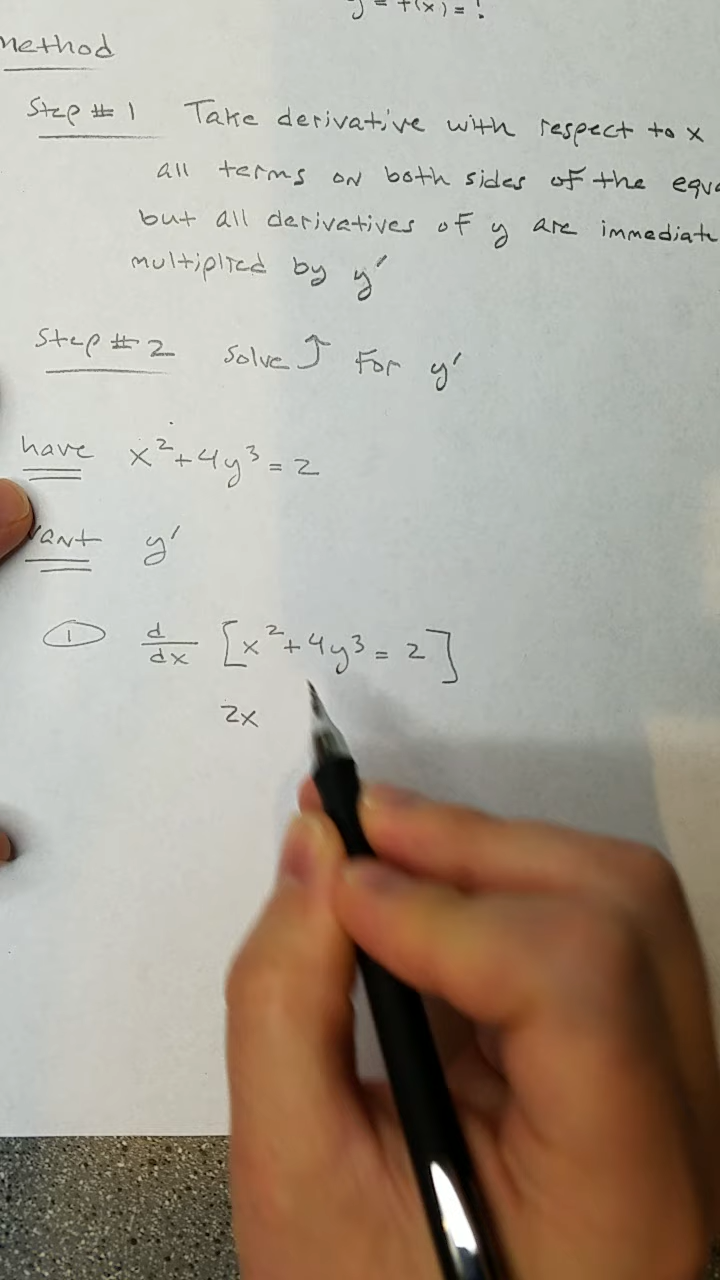 y = f(x) = !
method
Step # 1 Take derivative with respect to x
all terms on both sides of the equa
but all derivatives of y are immediate
multiplied by y'
Step # 2 Solve ⤴ For y'
have x²+4y³ = 2
want y'
① d/dx [x²+4y³ = 2]
2x